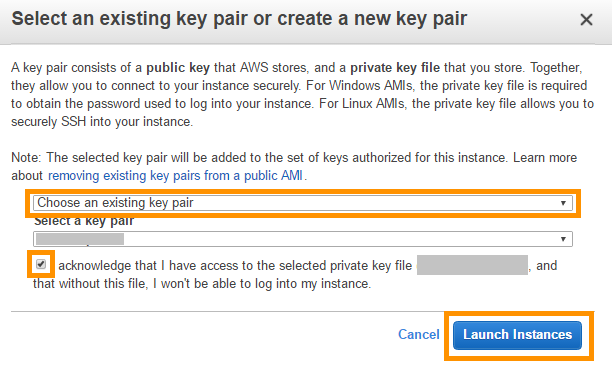 Select an existing key pair or create a new key pair
A key pair consists of a public key that AWS stores, and a private key file that you store. Together,
they allow you to connect to your instance securely. For Windows AMIs, the private key file is required
to obtain the password used to log into your instance. For Linux AMIs, the private key file allows you to
securely SSH into your instance.
Note: The selected key pair will be added to the set of keys authorized for this instance. Learn more
about removing existing key pairs from a public AMI.
Choose an existing key pair
Select a key pair
acknowledge that I have access to the selected private key file , and
that without this file, I won't be able to log into my instance.
Cancel Launch Instances